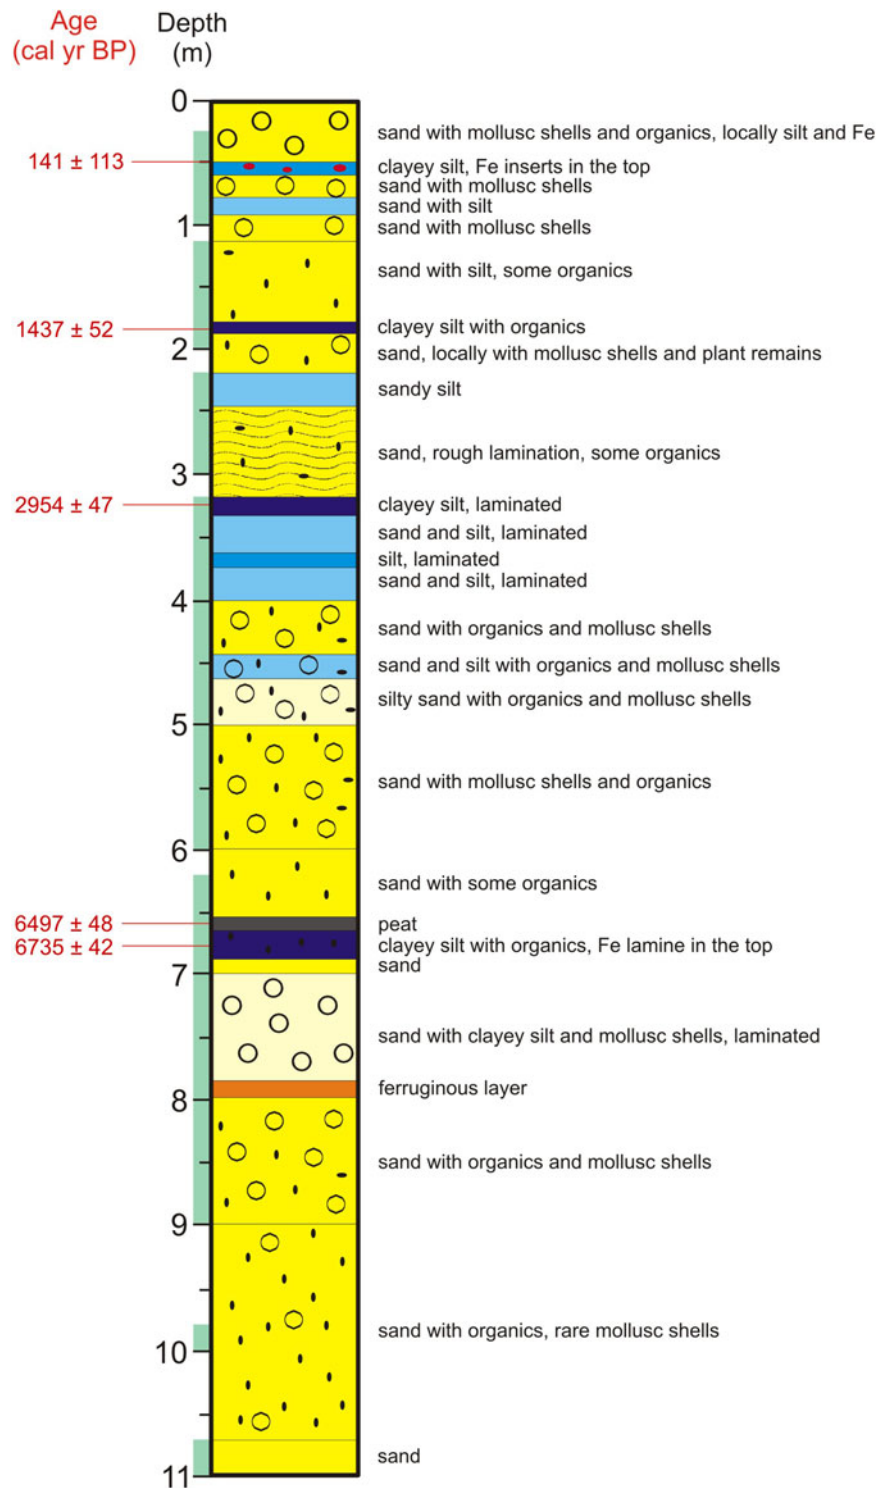 Age
(cal yr BP)
Depth
(m)
0
sand with mollusc shells and organics, locally silt and Fe
141 ± 113
clayey silt, Fe inserts in the top
sand with mollusc shells
sand with silt
1
sand with mollusc shells
sand with silt, some organics
1437 ± 52
clayey silt with organics
2
sand, locally with mollusc shells and plant remains
sandy silt
sand, rough lamination, some organics
3
2954 ± 47
clayey silt, laminated
sand and silt, laminated
silt, laminated
sand and silt, laminated
4
sand with organics and mollusc shells
sand and silt with organics and mollusc shells
silty sand with organics and mollusc shells
5
sand with mollusc shells and organics
6
sand with some organics
6497 ± 48
peat
6735 ± 42
clayey silt with organics, Fe lamine in the top
sand
7
sand with clayey silt and mollusc shells, laminated
ferruginous layer
8
sand with organics and mollusc shells
9
sand with organics, rare mollusc shells
10
sand
11